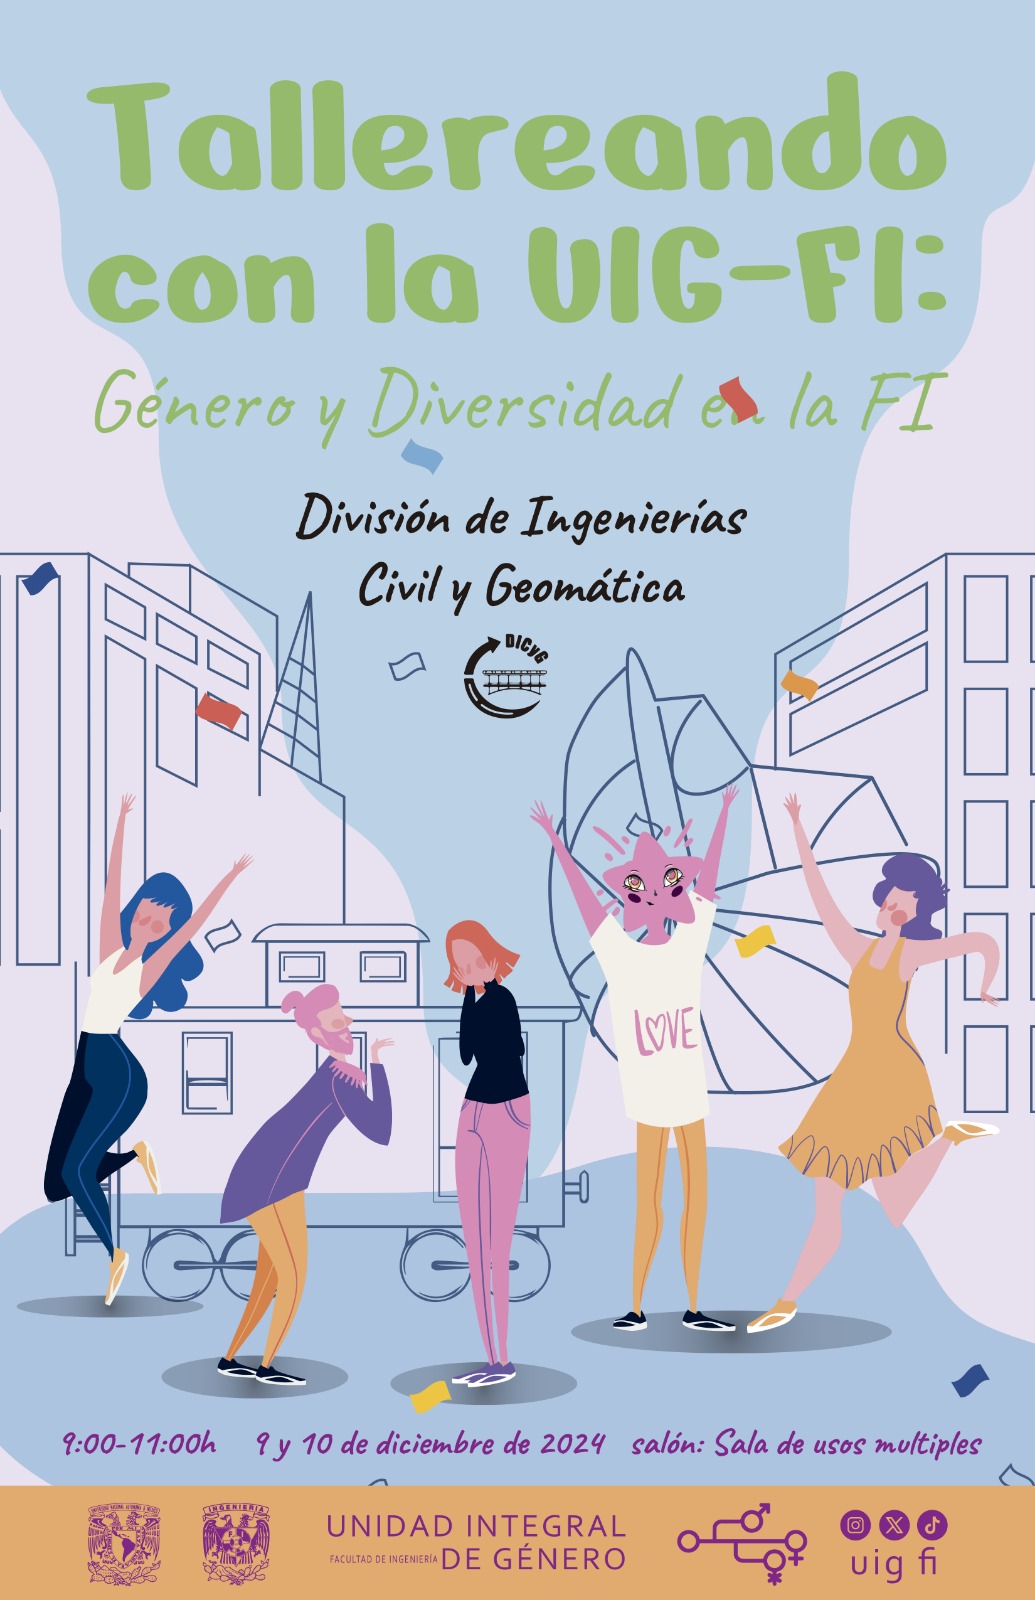 Tallereando
con la UIG-FI:
Género y Diversidad en la FI
División de Ingenierías
Civil y Geomática
DICyG
LOVE
9:00-11:00h 9 y 10 de diciembre de 2024 salón: Sala de usos multiples
INGENIERIA
UNIDAD INTEGRAL
FACULTAD DE INGENIERÍA DE GÉNERO
uig fi